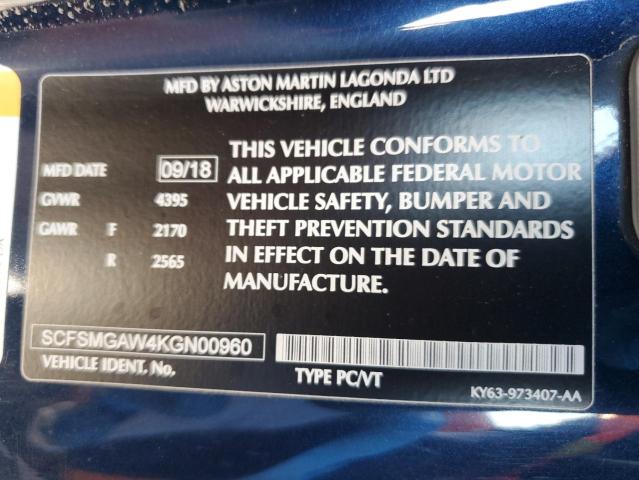 MFD BY ASTON MARTIN LAGONDA LTD
WARWICKSHIRE, ENGLAND
MFD DATE 09/18
GVWR 4395
GAWR F 2170
R 2565
THIS VEHICLE CONFORMS TO
ALL APPLICABLE FEDERAL MOTOR
VEHICLE SAFETY, BUMPER AND
THEFT PREVENTION STANDARDS
IN EFFECT ON THE DATE OF
MANUFACTURE.
SCFSMGAW4KGN00960
VEHICLE IDENT. No.
TYPE PC/VT
KY63-973407-AA